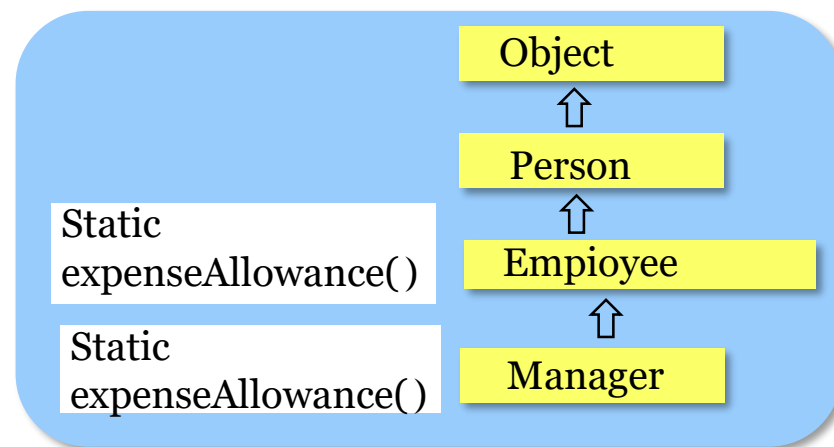 Object
Person
Static
expenseAllowance()
Empioyee
Static
expenseAllowance()
Manager